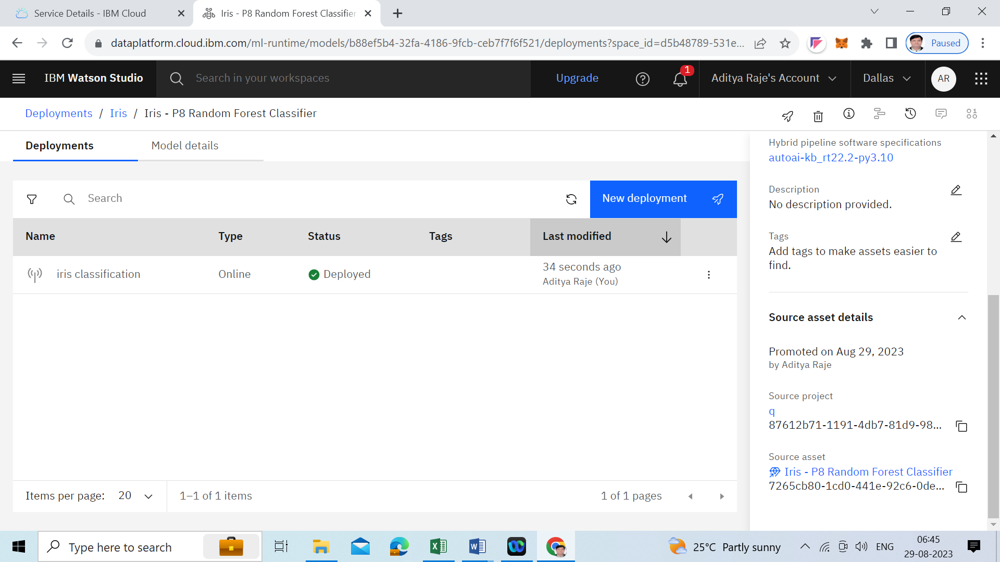 Service Details - IBM Cloud
Iris - P8 Random Forest Classifier
dataplatform.cloud.ibm.com/ml-runtime/models/b88ef5b4-32fa-4186-9fcb-ceb7f7f6f521/deployments?space_id=d5b48789-531e...
Paused
IBM Watson Studio
Search in your workspaces
Upgrade
1
Aditya Raje's Account
Dallas
AR
Deployments / Iris / Iris - P8 Random Forest Classifier
Deployments
Model details
Search
New deployment
Name Type Status Tags Last modified
iris classification Online Deployed 34 seconds ago
Aditya Raje (You)
Items per page: 20
1–1 of 1 items
1 of 1 pages
Hybrid pipeline software specifications
autoai-kb_rt22.2-py3.10
Description
No description provided.
Tags
Add tags to make assets easier to
find.
Source asset details
Promoted on Aug 29, 2023
by Aditya Raje
Source project
q
87612b71-1191-4db7-81d9-98...
Source asset
Iris - P8 Random Forest Classifier
7265cb80-1cd0-441e-92c6-0de...
Type here to search
25°C Partly sunny
ENG
06:45
29-08-2023